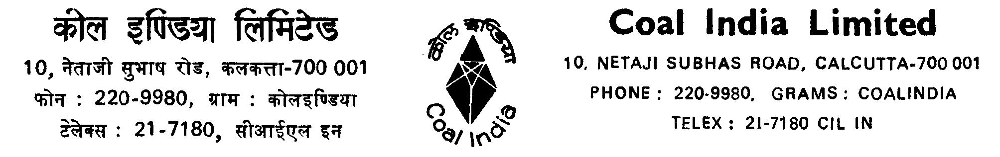 कोल इण्डिया लिमिटेड
10, नेताजी सुभाष रोड, कलकत्ता-700 001
फोन : 220-9980, ग्राम : कोलइण्डिया
टेलेक्स : 21-7180, सीआईएल इन
कोल इण्डिया
Coal India
Coal India Limited
10, NETAJI SUBHAS ROAD, CALCUTTA-700 001
PHONE : 220-9980, GRAMS : COALINDIA
TELEX : 21-7180 CIL IN